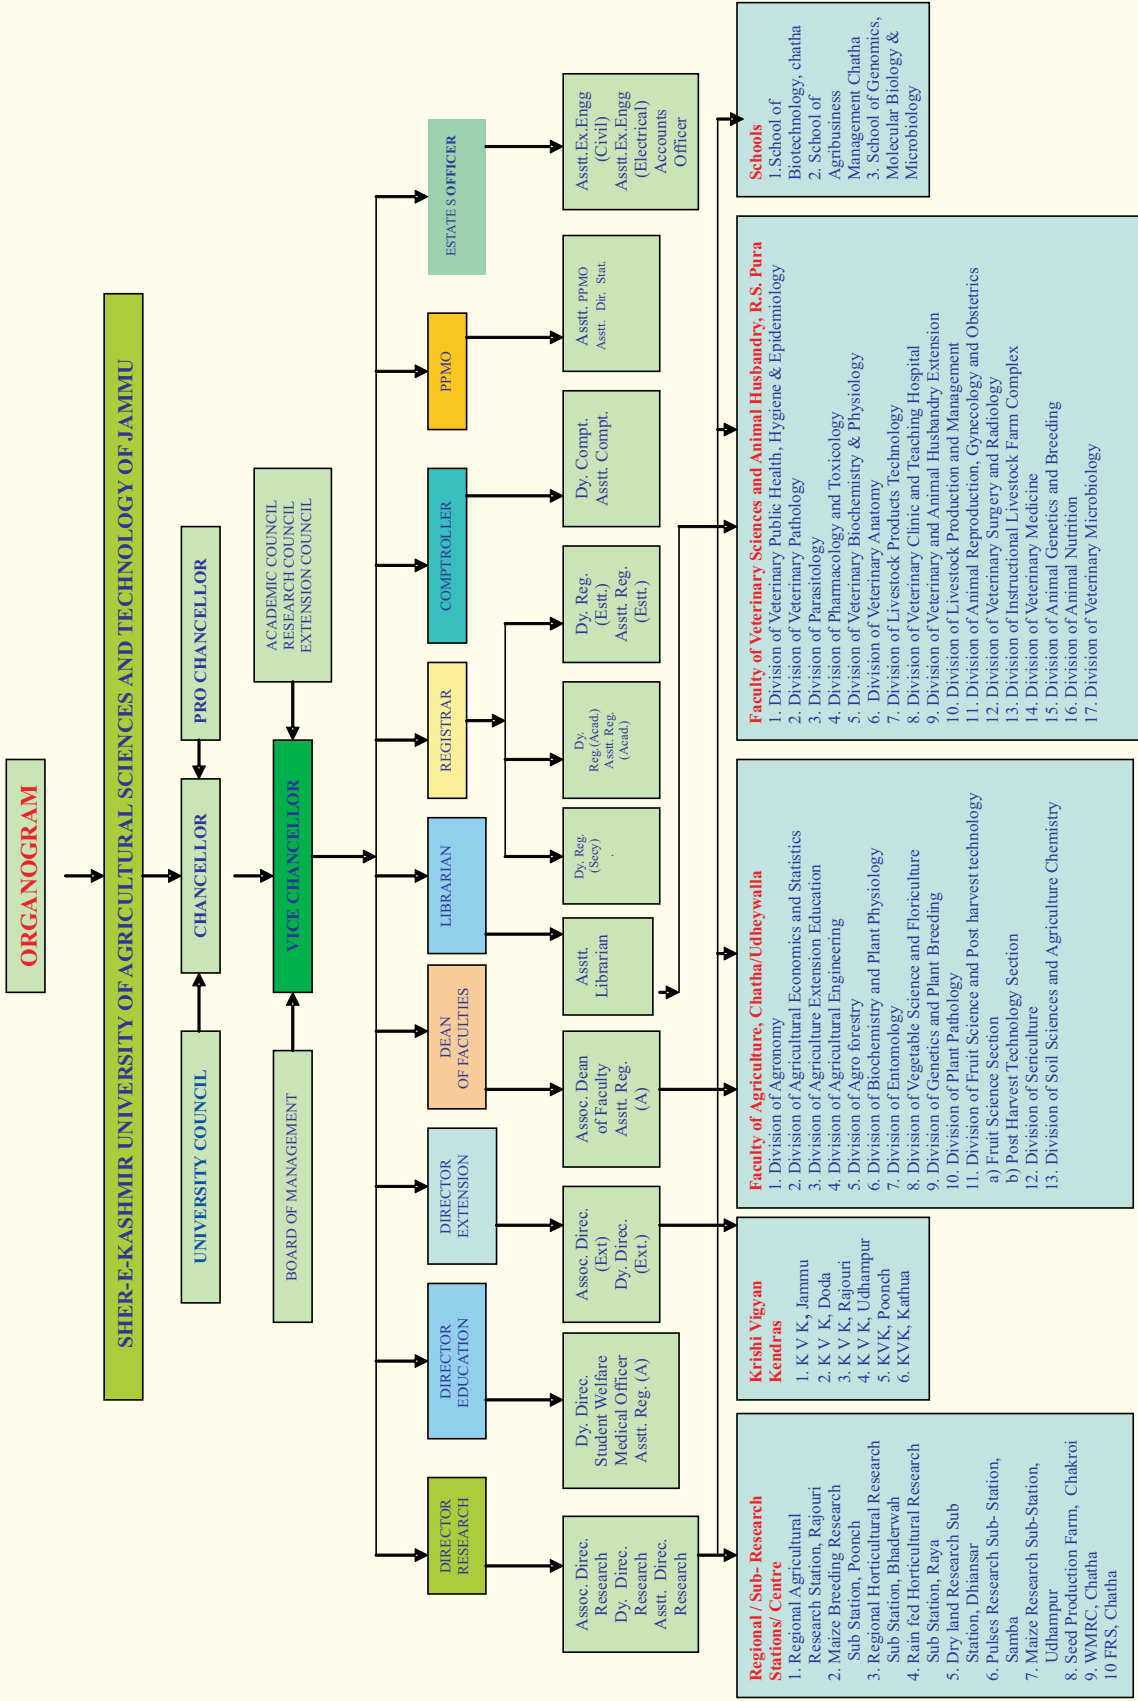 ORGANOGRAM
SHER-E-KASHMIR UNIVERSITY OF AGRICULTURAL SCIENCES AND TECHNOLOGY OF JAMMU
UNIVERSITY COUNCIL
CHANCELLOR
PRO CHANCELLOR
BOARD OF MANAGEMENT
VICE CHANCELLOR
ACADEMIC COUNCIL
RESEARCH COUNCIL
EXTENSION COUNCIL
DIRECTOR
RESEARCH
DIRECTOR
EDUCATION
DIRECTOR
EXTENSION
DEAN
OF FACULTIES
LIBRARIAN
REGISTRAR
COMPTROLLER
PPMO
ESTATE S OFFICER
Assoc. Direc.
Research
Dy. Direc.
Research
Asstt. Direc.
Research
Dy. Direc.
Student Welfare
Medical Officer
Asstt. Reg. (A)
Assoc. Direc.
(Ext)
Dy. Direc.
(Ext.)
Assoc. Dean
of Faculty
Asstt. Reg.
(A)
Asstt.
Librarian
Dy. Reg.
(Secy)
.
Dy.
Reg.(Acad.)
Asstt. Reg.
(Acad.)
Dy. Reg.
(Estt.)
Asstt. Reg.
(Estt.)
Dy. Compt.
Asstt. Compt.
Asstt. PPMO
Asstt. Dir. Stat.
Asstt.Ex.Engg
(Civil)
Asstt.Ex.Engg
(Electrical)
Accounts
Officer
Regional / Sub- Research
Stations/ Centre
1. Regional Agricultural
Research Station, Rajouri
2. Maize Breeding Research
Sub Station, Poonch
3. Regional Horticultural Research
Sub Station, Bhaderwah
4. Rain fed Horticultural Research
Sub Station, Raya
5. Dry land Research Sub
Station, Dhiansar
6. Pulses Research Sub- Station,
Samba
7. Maize Research Sub-Station,
Udhampur
8. Seed Production Farm, Chakroi
9. WMRC, Chatha
10 FRS, Chatha
Krishi Vigyan
Kendras
1. K V K, Jammu
2. K V K, Doda
3. K V K, Rajouri
4. K V K, Udhampur
5. KVK, Poonch
6. KVK, Kathua
Faculty of Agriculture, Chatha/Udheywalla
1. Division of Agronomy
2. Division of Agricultural Economics and Statistics
3. Division of Agriculture Extension Education
4. Division of Agricultural Engineering
5. Division of Agro forestry
6. Division of Biochemistry and Plant Physiology
7. Division of Entomology
8. Division of Vegetable Science and Floriculture
9. Division of Genetics and Plant Breeding
10. Division of Plant Pathology
11. Division of Fruit Science and Post harvest technology
a) Fruit Science Section
b) Post Harvest Technology Section
12. Division of Sericulture
13. Division of Soil Sciences and Agriculture Chemistry
Faculty of Veterinary Sciences and Animal Husbandry, R.S. Pura
1. Division of Veterinary Public Health, Hygiene & Epidemiology
2. Division of Veterinary Pathology
3. Division of Parasitology
4. Division of Pharmacology and Toxicology
5. Division of Veterinary Biochemistry & Physiology
6. Division of Veterinary Anatomy
7. Division of Livestock Products Technology
8. Division of Veterinary Clinic and Teaching Hospital
9. Division of Veterinary and Animal Husbandry Extension
10. Division of Livestock Production and Management
11. Division of Animal Reproduction, Gynecology and Obstetrics
12. Division of Veterinary Surgery and Radiology
13. Division of Instructional Livestock Farm Complex
14. Division of Veterinary Medicine
15. Division of Animal Genetics and Breeding
16. Division of Animal Nutrition
17. Division of Veterinary Microbiology
Schools
1.School of
Biotechnology, chatha
2. School of
Agribusiness
Management Chatha
3. School of Genomics,
Molecular Biology &
Microbiology